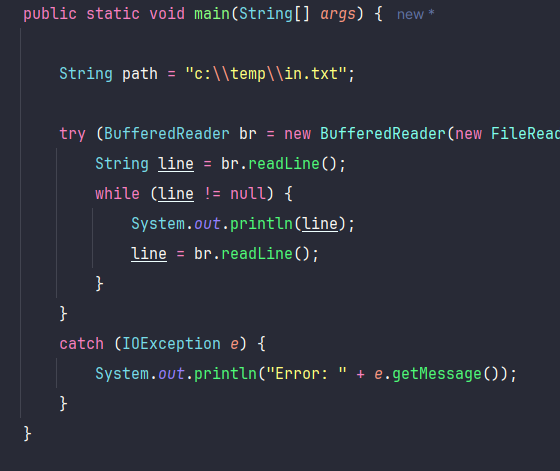 public static void main(String[] args) { new *
String path = "c:\\temp\\in.txt";
try (BufferedReader br = new BufferedReader(new FileRead
String line = br.readLine();
while (line != null) {
System.out.println(line);
line = br.readLine();
}
}
catch (IOException e) {
System.out.println("Error: " + e.getMessage());
}
}